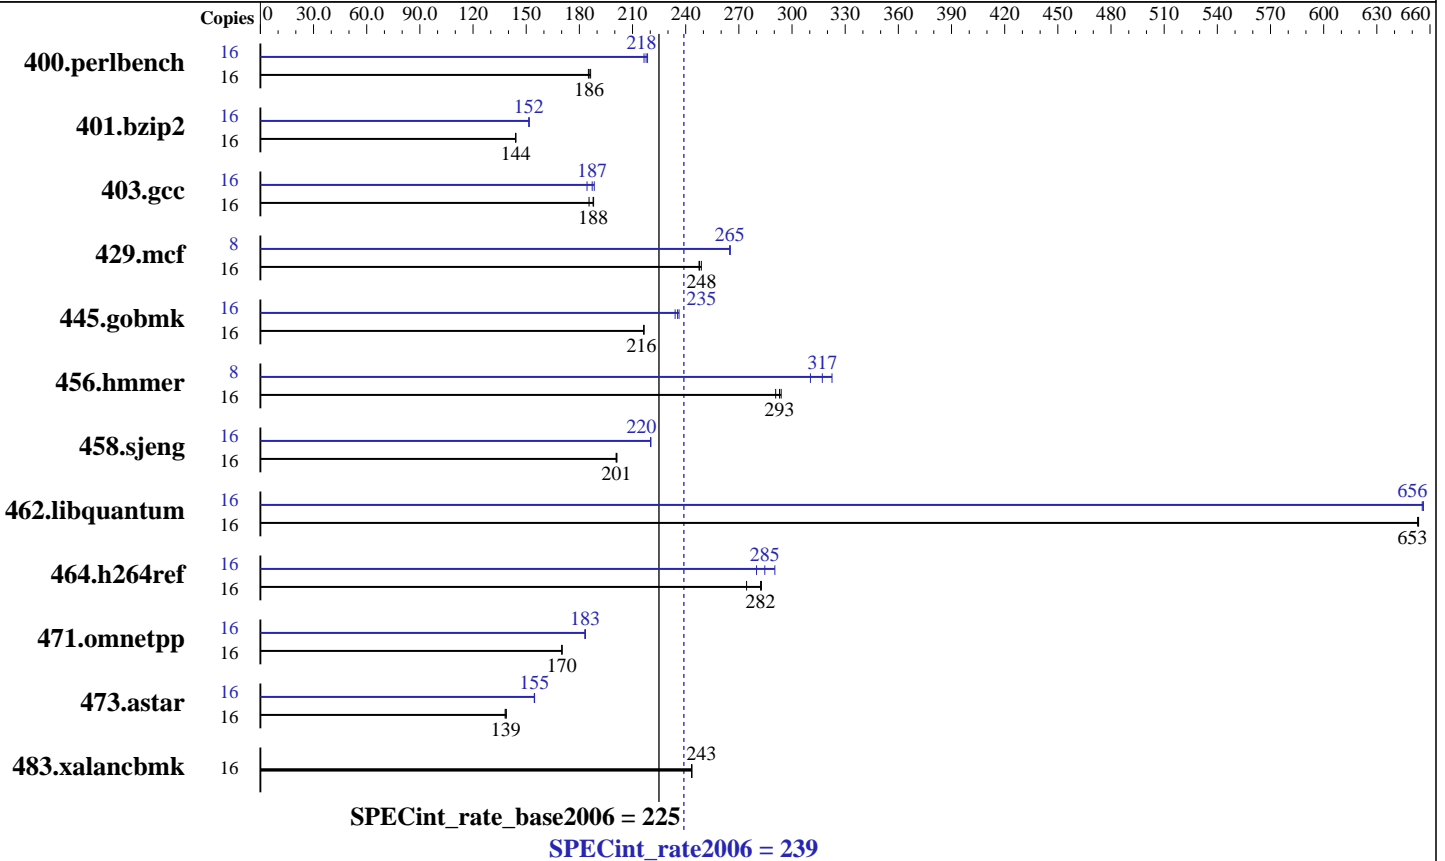 Copies 0 30.0 60.0 90.0 120 150 180 210 240 270 300 330 360 390 420 450 480 510 540 570 600 630 660
400.perlbench 16 218
16 186
401.bzip2 16 152
16 144
403.gcc 16 187
16 188
429.mcf 8 265
16 248
445.gobmk 16 235
16 216
456.hmmer 8 317
16 293
458.sjeng 16 220
16 201
462.libquantum 16 656
16 653
464.h264ref 16 285
16 282
471.omnetpp 16 183
16 170
473.astar 16 155
16 139
483.xalancbmk 16 243
SPECint_rate_base2006 = 225
SPECint_rate2006 = 239